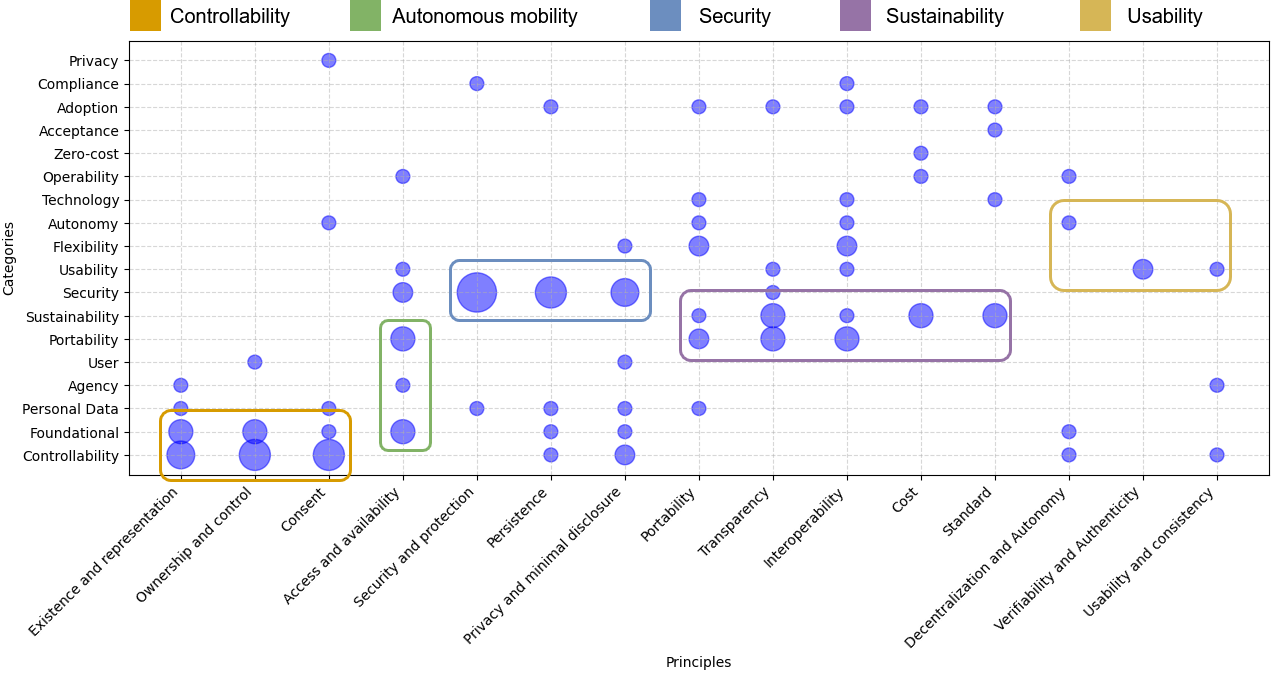 Controllability Autonomous mobility Security Sustainability Usability
Privacy
Compliance
Adoption
Acceptance
Zero-cost
Operability
Technology
Autonomy
Flexibility
Usability
Security
Sustainability
Portability
User
Agency
Personal Data
Foundational
Controllability
Categories
Existence and representation
Ownership and control
Consent
Access and availability
Security and protection
Persistence
Privacy and minimal disclosure
Portability
Transparency
Interoperability
Cost
Standard
Decentralization and Autonomy
Verifiability and Authenticity
Usability and consistency
Principles